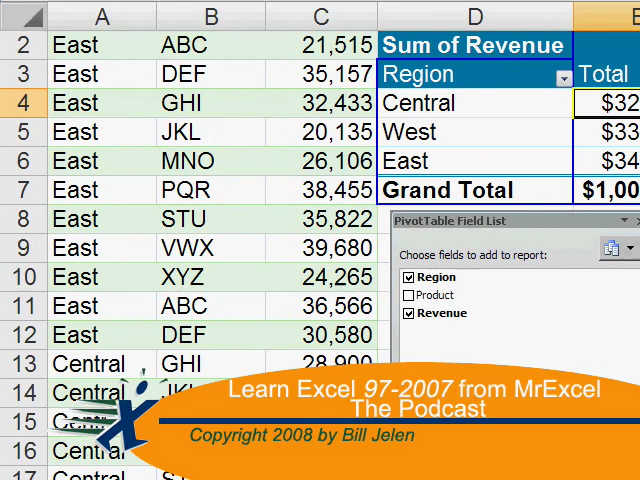 A B C D E
2 East ABC 21,515 Sum of Revenue
3 East DEF 35,157 Region Total
4 East GHI 32,433 Central $32
5 East JKL 20,135 West $33
6 East MNO 26,106 East $34
7 East PQR 38,455 Grand Total $1,00
8 East STU 35,822 PivotTable Field List
9 East VWX 39,680 Choose fields to add to report:
10 East XYZ 24,265 Region
Product
11 East ABC 36,566 Revenue
12 East DEF 30,580
13 Central GHI 28,900
14 Central JKL
15 Central
16 Central
17 Central
Learn Excel 97-2007 from MrExcel
The Podcast
Copyright 2008 by Bill Jelen